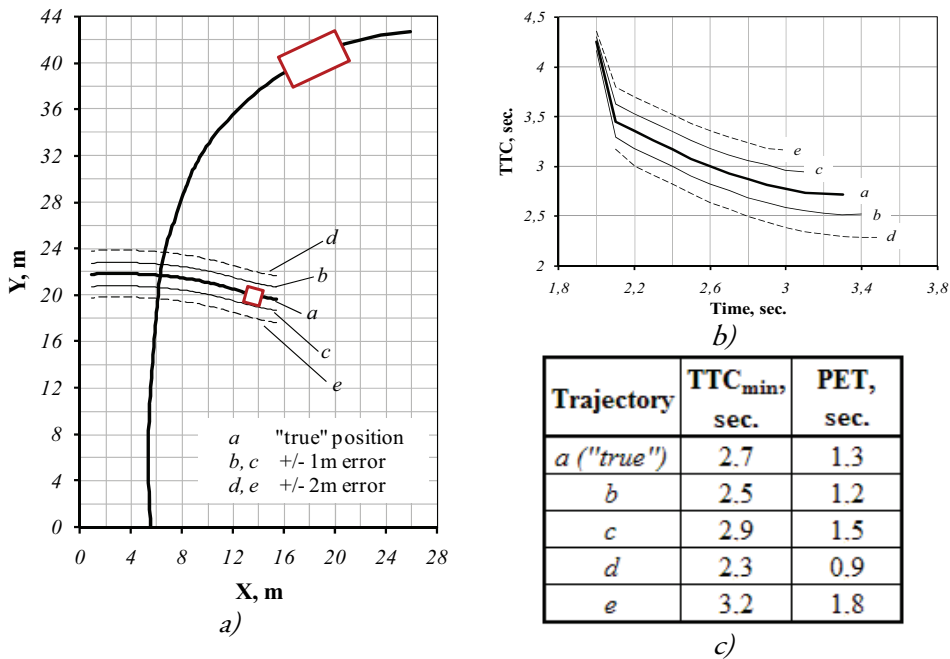 44
40
36
32
28
24
20
16
12
8
4
0
Y, m
d
b
a
c
e
a "true" position
b, c +/- 1m error
d, e +/- 2m error
0 4 8 12 16 20 24 28
X, m
a)
4,5
4
3,5
3
2,5
2
TTC, sec.
e
c
a
b
d
1,8 2,2 2,6 3 3,4 3,8
Time, sec.
b)
Trajectory TTCmin, sec. PET, sec.
a ("true") 2.7 1.3
b 2.5 1.2
c 2.9 1.5
d 2.3 0.9
e 3.2 1.8
c)